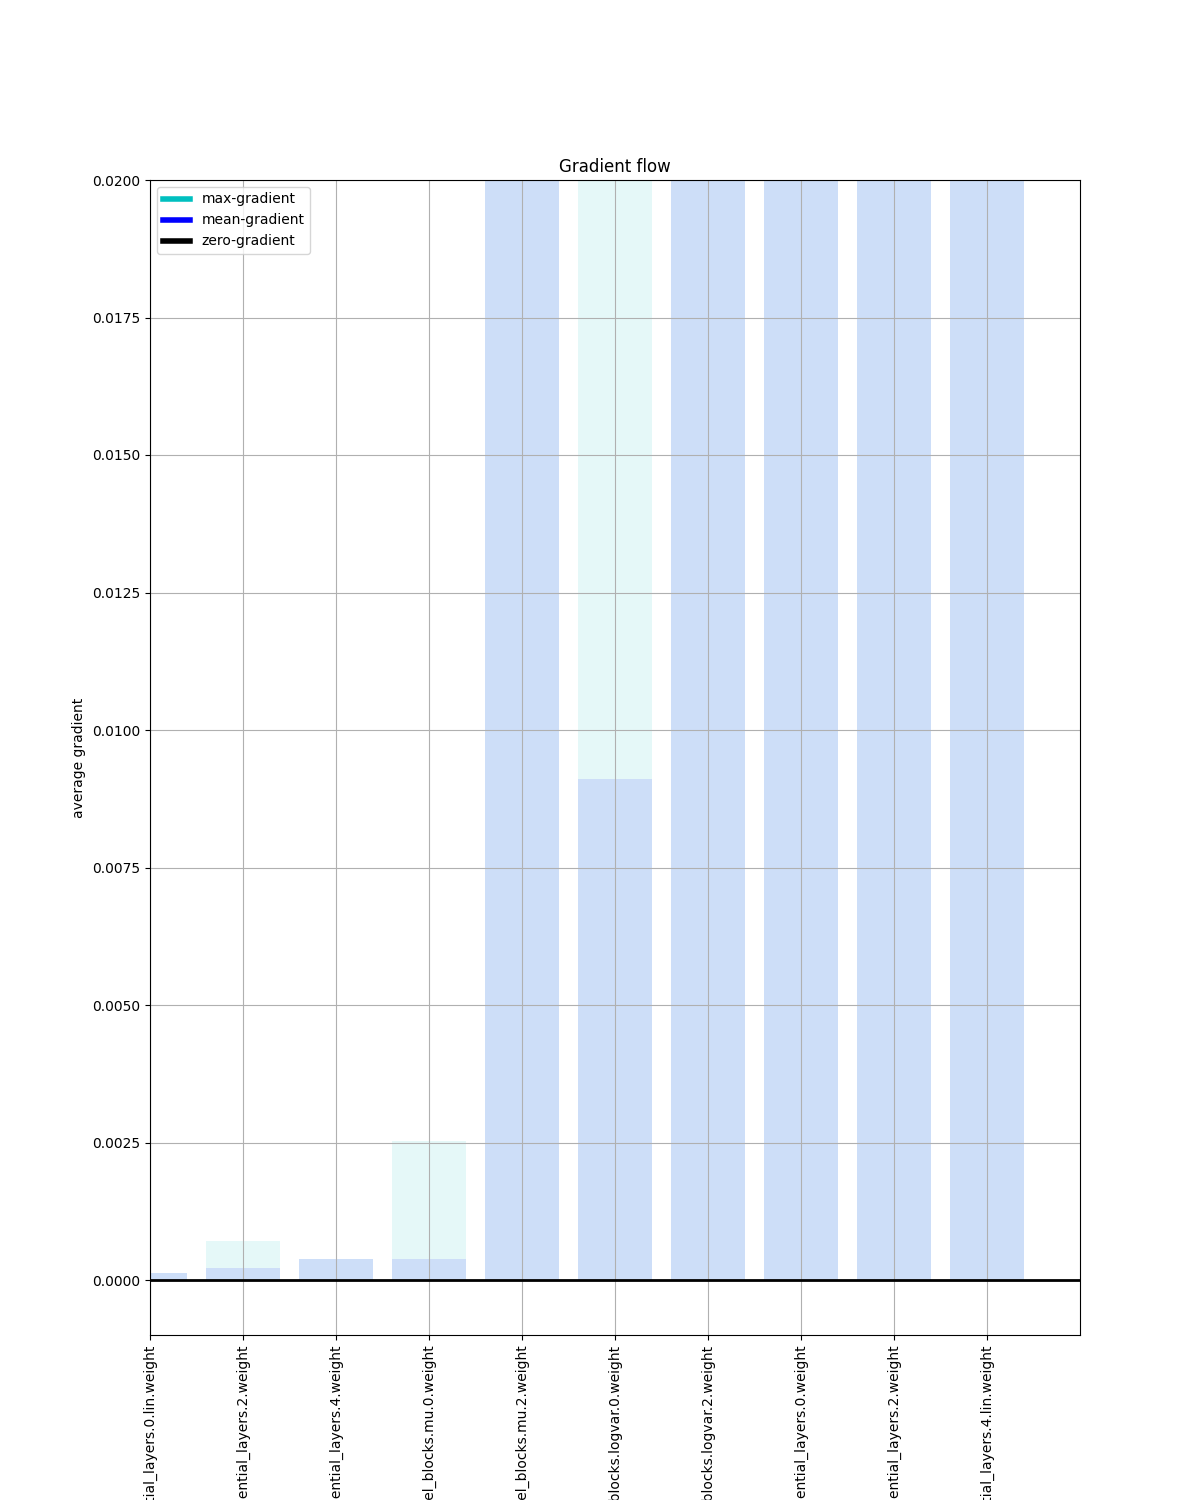 Gradient flow
max-gradient
mean-gradient
zero-gradient
0.0200
0.0175
0.0150
0.0125
0.0100
0.0075
0.0050
0.0025
0.0000
average gradient
tial_layers.0.lin.weight
ential_layers.2.weight
ential_layers.4.weight
el_blocks.mu.0.weight
el_blocks.mu.2.weight
blocks.logvar.0.weight
blocks.logvar.2.weight
ential_layers.0.weight
ential_layers.2.weight
tial_layers.4.lin.weight